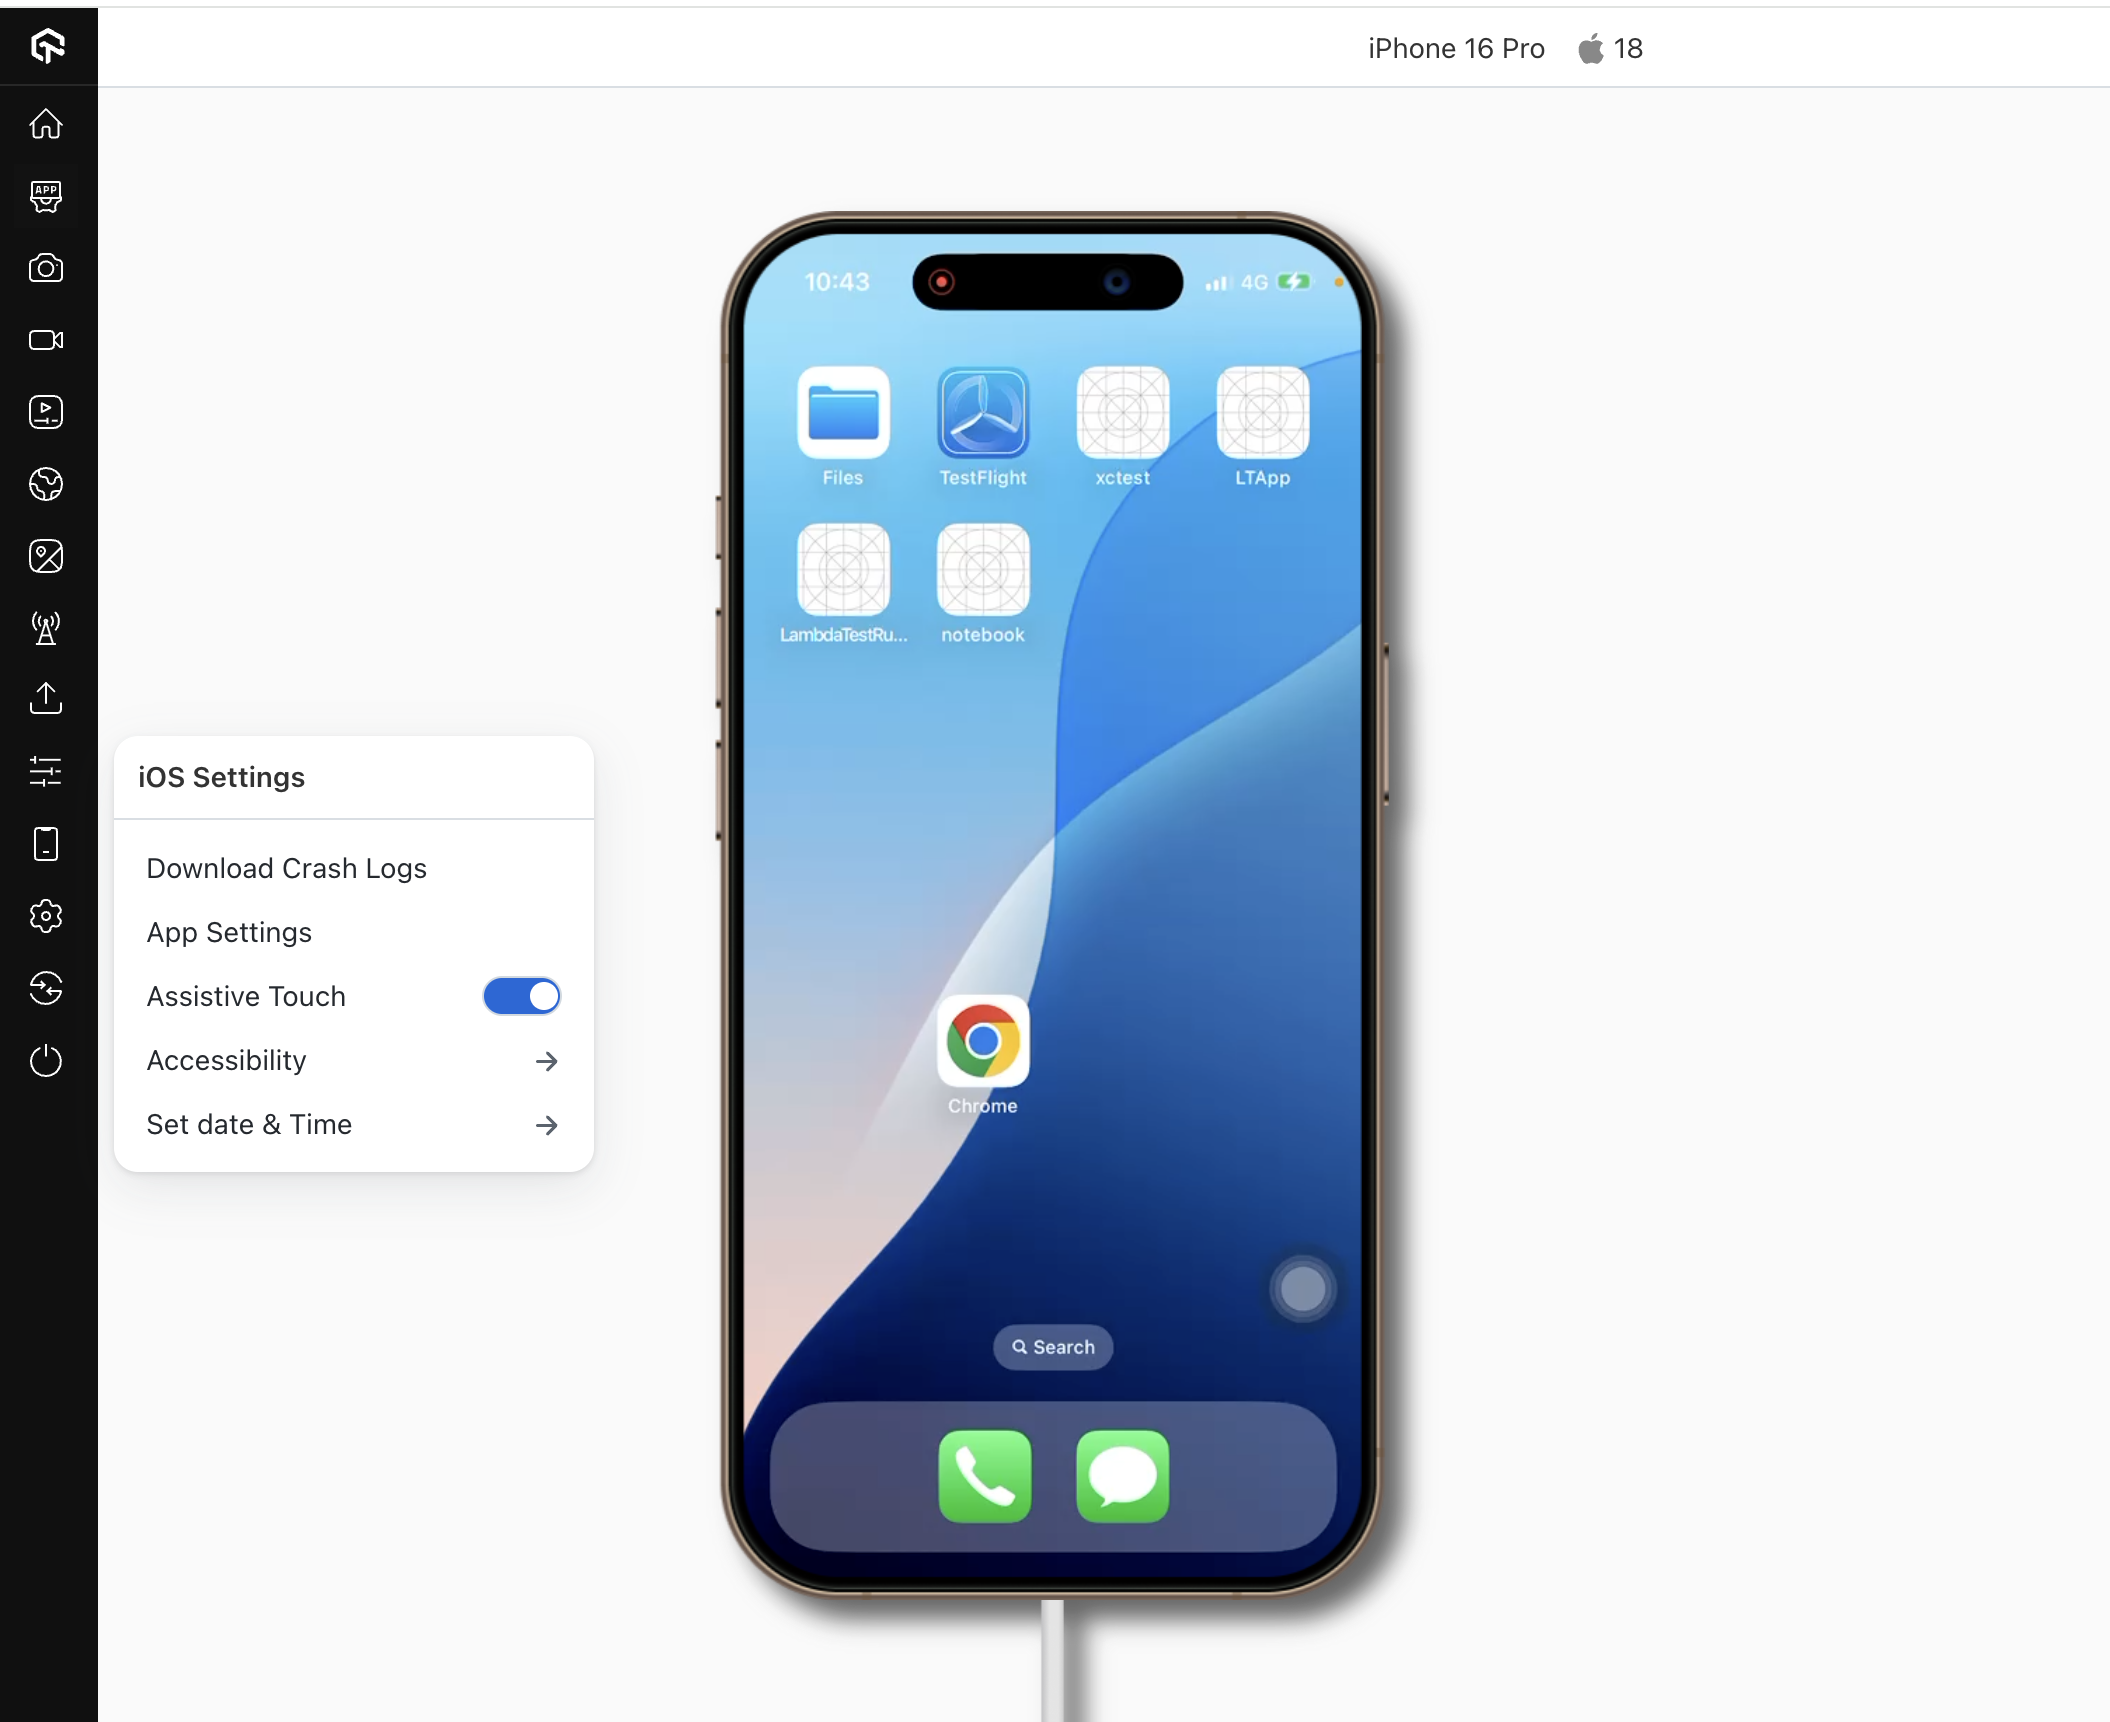 iPhone 16 Pro 18
APP
10:43 4G
Files TestFlight xctest LTApp
LambdaTestRu... notebook
iOS Settings
Download Crash Logs
App Settings
Assistive Touch
Accessibility
Set date & Time
Chrome
Search